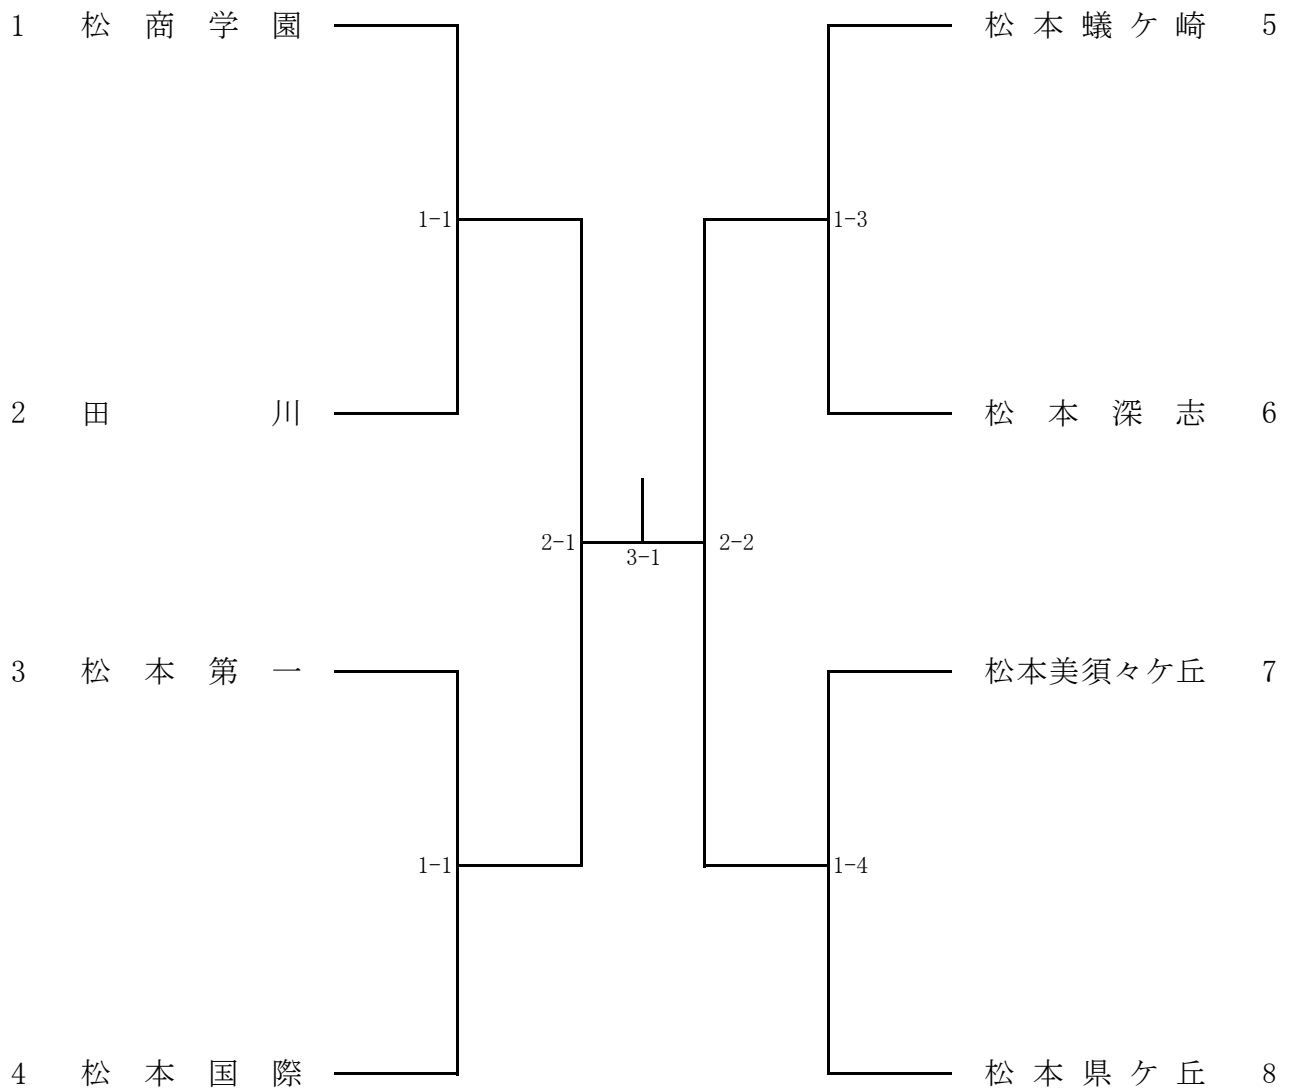 1 松商学園
松本蟻ケ崎 5
1-1
1-3
2 田川
松本深志 6
2-1
3-1
2-2
3 松本第一
松本美須々ケ丘 7
1-1
1-4
4 松本国際
松本県ケ丘 8